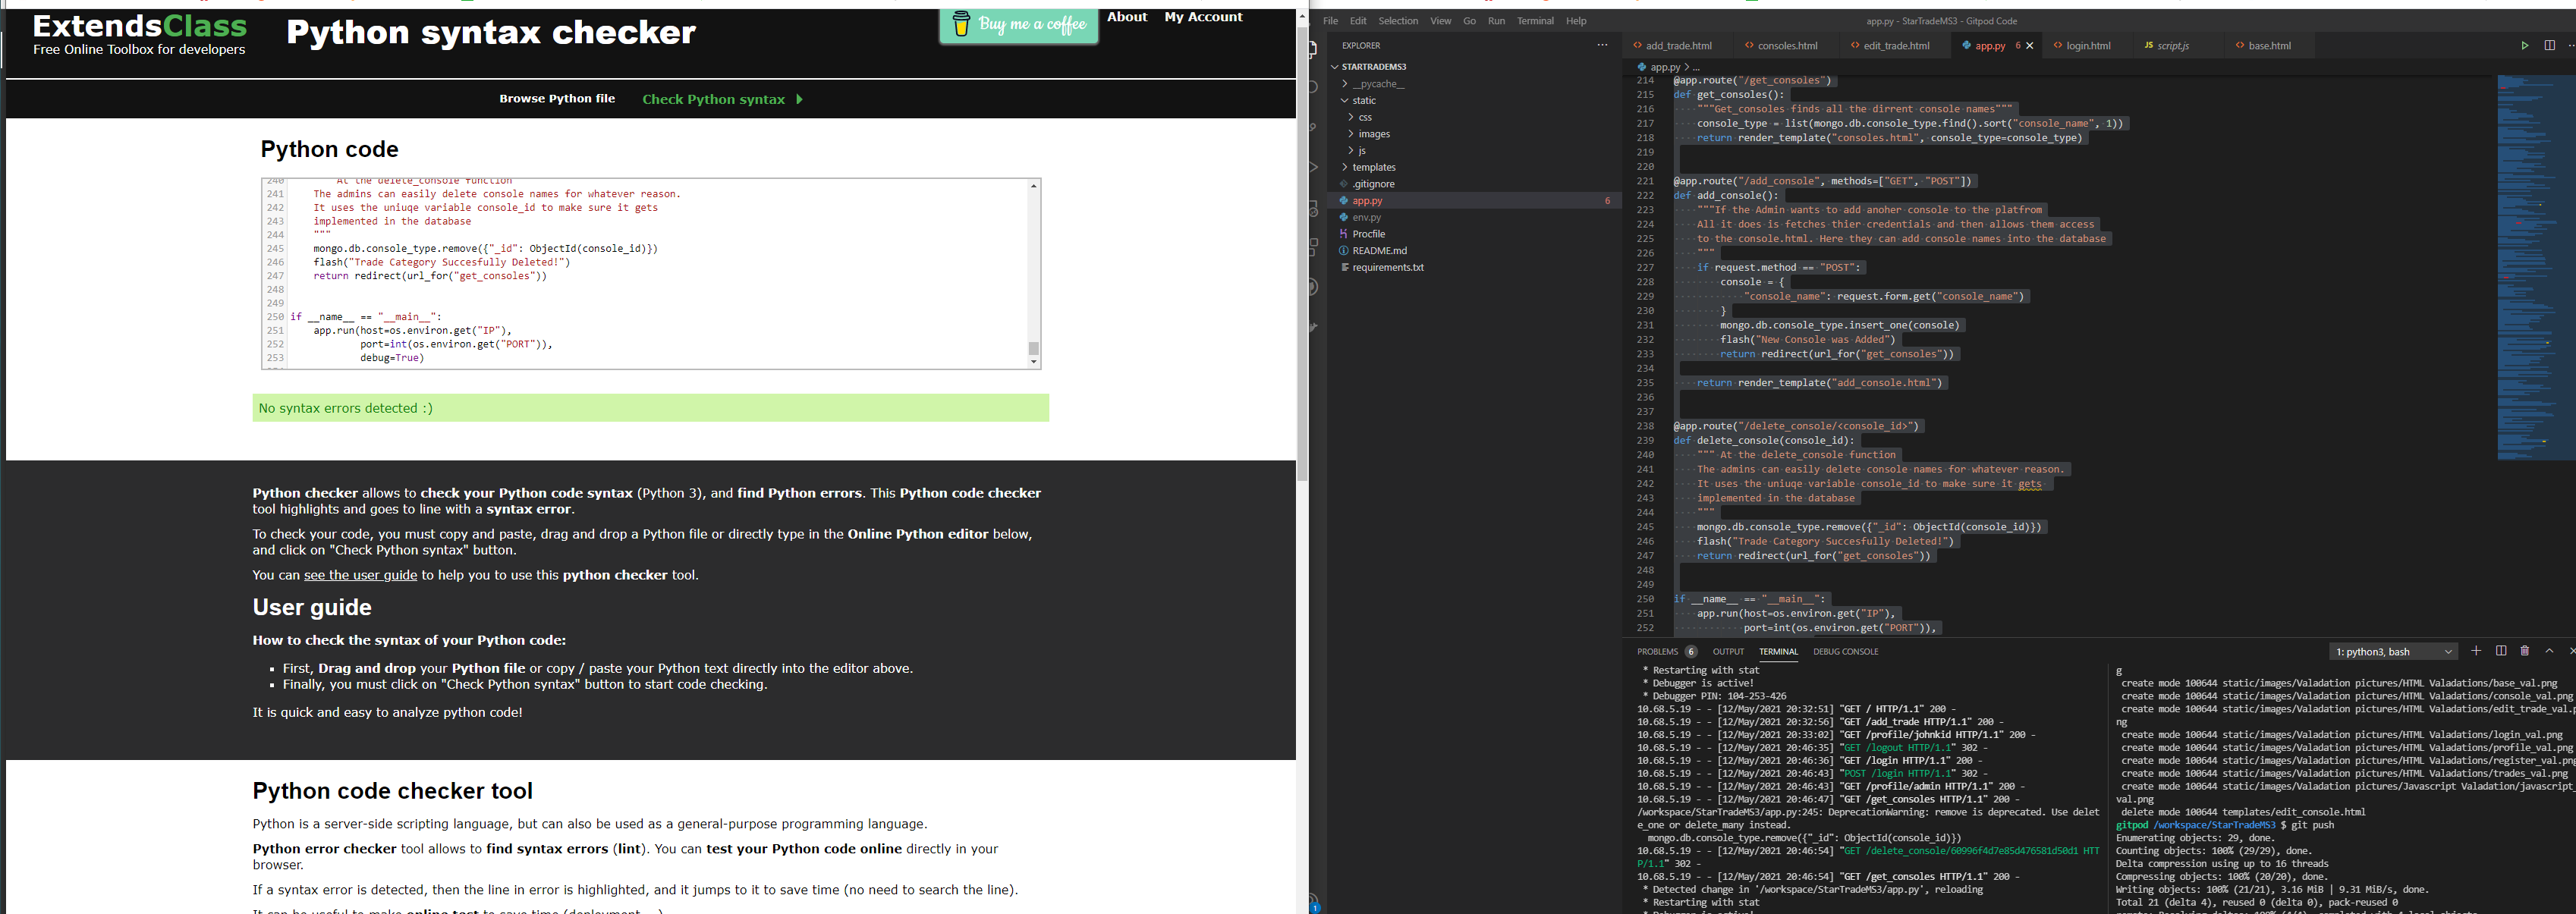 ExtendsClass
Free Online Toolbox for developers
Python syntax checker
Buy me a coffee
About My Account
Browse Python file Check Python syntax
Python code
240 At the delete_console function
241 The admins can easily delete console names for whatever reason.
242 It uses the uniuqe variable console_id to make sure it gets
243 implemented in the database
244 """
245 mongo.db.console_type.remove({"_id": ObjectId(console_id)})
246 flash("Trade Category Succesfully Deleted!")
247 return redirect(url_for("get_consoles"))
248
249
250 if __name__ == "__main__":
251 app.run(host=os.environ.get("IP"),
252 port=int(os.environ.get("PORT")),
253 debug=True)
No syntax errors detected :)
Python checker allows to check your Python code syntax (Python 3), and find Python errors. This Python code checker
tool highlights and goes to line with a syntax error.
To check your code, you must copy and paste, drag and drop a Python file or directly type in the Online Python editor below,
and click on "Check Python syntax" button.
You can see the user guide to help you to use this python checker tool.
User guide
How to check the syntax of your Python code:
First, Drag and drop your Python file or copy / paste your Python text directly into the editor above.
Finally, you must click on "Check Python syntax" button to start code checking.
It is quick and easy to analyze python code!
Python code checker tool
Python is a server-side scripting language, but can also be used as a general-purpose programming language.
Python error checker tool allows to find syntax errors (lint). You can test your Python code online directly in your
browser.
If a syntax error is detected, then the line in error is highlighted, and it jumps to it to save time (no need to search the line).
File Edit Selection View Go Run Terminal Help
app.py - StarTradeMS3 - Gitpod Code
EXPLORER
STARTRADEMS3
__pycache__
static
css
images
js
templates
.gitignore
app.py 6
env.py
Procfile
README.md
requirements.txt
1
add_trade.html consoles.html edit_trade.html app.py 6 login.html script.js base.html
app.py > ...
214 @app.route("/get_consoles")
215 def get_consoles():
216 """Get_consoles finds all the dirrent console names"""
217 console_type = list(mongo.db.console_type.find().sort("console_name", 1))
218 return render_template("consoles.html", console_type=console_type)
219
220
221 @app.route("/add_console", methods=["GET", "POST"])
222 def add_console():
223 """If the Admin wants to add anoher console to the platfrom
224 All it does is fetches thier credentials and then allows them access
225 to the console.html. Here they can add console names into the database
226 """
227 if request.method == "POST":
228 console = {
229 "console_name": request.form.get("console_name")
230 }
231 mongo.db.console_type.insert_one(console)
232 flash("New Console was Added")
233 return redirect(url_for("get_consoles"))
234
235 return render_template("add_console.html")
236
237
238 @app.route("/delete_console/<console_id>")
239 def delete_console(console_id):
240 """ At the delete_console function
241 The admins can easily delete console names for whatever reason.
242 It uses the uniuqe variable console_id to make sure it gets
243 implemented in the database
244 """
245 mongo.db.console_type.remove({"_id": ObjectId(console_id)})
246 flash("Trade Category Succesfully Deleted!")
247 return redirect(url_for("get_consoles"))
248
249
250 if __name__ == "__main__":
251 app.run(host=os.environ.get("IP"),
252 port=int(os.environ.get("PORT")),
PROBLEMS 6 OUTPUT TERMINAL DEBUG CONSOLE
1: python3, bash
* Restarting with stat
* Debugger is active!
* Debugger PIN: 104-253-426
10.68.5.19 - - [12/May/2021 20:32:51] "GET / HTTP/1.1" 200 -
10.68.5.19 - - [12/May/2021 20:32:56] "GET /add_trade HTTP/1.1" 200 -
10.68.5.19 - - [12/May/2021 20:33:02] "GET /profile/johnkid HTTP/1.1" 200 -
10.68.5.19 - - [12/May/2021 20:46:35] "GET /logout HTTP/1.1" 302 -
10.68.5.19 - - [12/May/2021 20:46:36] "GET /login HTTP/1.1" 200 -
10.68.5.19 - - [12/May/2021 20:46:43] "POST /login HTTP/1.1" 302 -
10.68.5.19 - - [12/May/2021 20:46:43] "GET /profile/admin HTTP/1.1" 200 -
10.68.5.19 - - [12/May/2021 20:46:47] "GET /get_consoles HTTP/1.1" 200 -
/workspace/StarTradeMS3/app.py:245: DeprecationWarning: remove is deprecated. Use delet
e_one or delete_many instead.
mongo.db.console_type.remove({"_id": ObjectId(console_id)})
10.68.5.19 - - [12/May/2021 20:46:54] "GET /delete_console/60996f4d7e85d476581d50d1 HTT
P/1.1" 302 -
10.68.5.19 - - [12/May/2021 20:46:54] "GET /get_consoles HTTP/1.1" 200 -
* Detected change in '/workspace/StarTradeMS3/app.py', reloading
* Restarting with stat
g
create mode 100644 static/images/Valadation pictures/HTML Valadations/base_val.png
create mode 100644 static/images/Valadation pictures/HTML Valadations/console_val.png
create mode 100644 static/images/Valadation pictures/HTML Valadations/edit_trade_val.p
ng
create mode 100644 static/images/Valadation pictures/HTML Valadations/login_val.png
create mode 100644 static/images/Valadation pictures/HTML Valadations/profile_val.png
create mode 100644 static/images/Valadation pictures/HTML Valadations/register_val.png
create mode 100644 static/images/Valadation pictures/HTML Valadations/trades_val.png
create mode 100644 static/images/Valadation pictures/Javascript Valadation/javascript_
val.png
delete mode 100644 templates/edit_console.html
gitpod /workspace/StarTradeMS3 $ git push
Enumerating objects: 29, done.
Counting objects: 100% (29/29), done.
Delta compression using up to 16 threads
Compressing objects: 100% (20/20), done.
Writing objects: 100% (21/21), 3.16 MiB | 9.31 MiB/s, done.
Total 21 (delta 4), reused 0 (delta 0), pack-reused 0